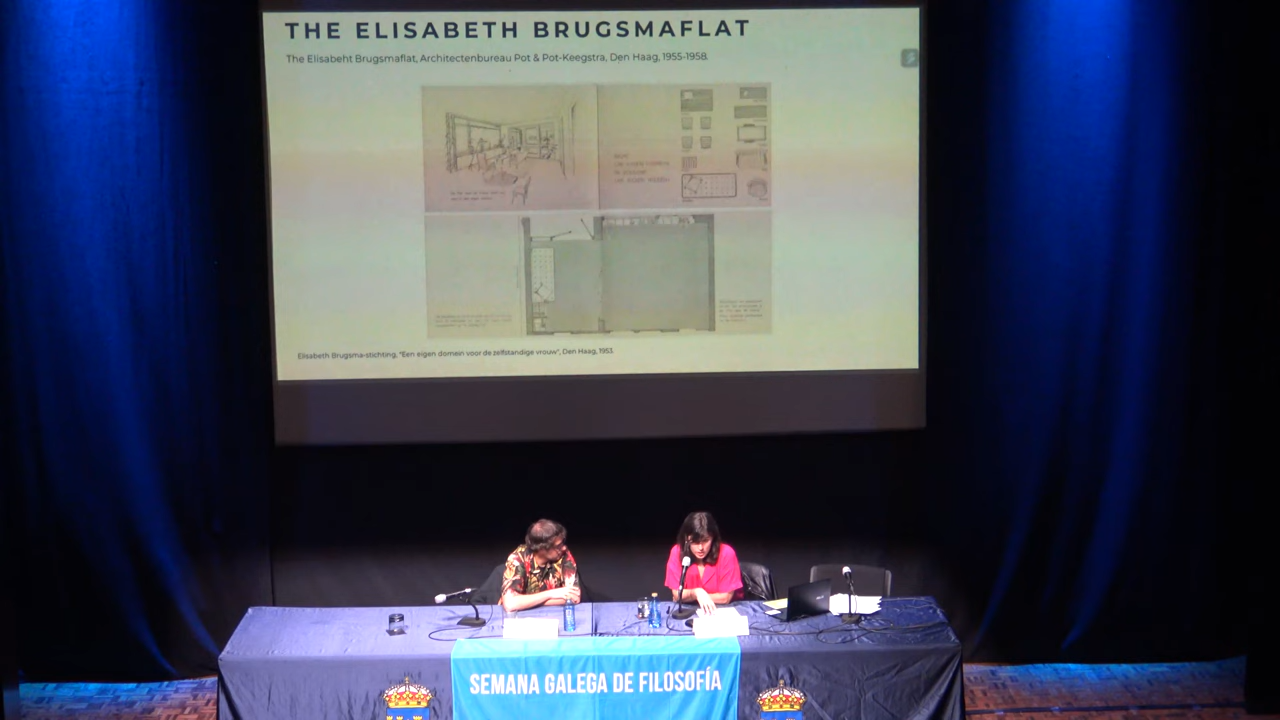 THE ELISABETH BRUGSMAFLAT
The Elisabeht Brugsmaflat, Architectenbureau Pot & Pot-Keegstra, Den Haag, 1955-1958.
Elisabeth Brugsma-stichting, "Een eigen domein voor de zelfstandige vrouw", Den Haag, 1953.
SEMANA GALEGA DE FILOSOFÍA